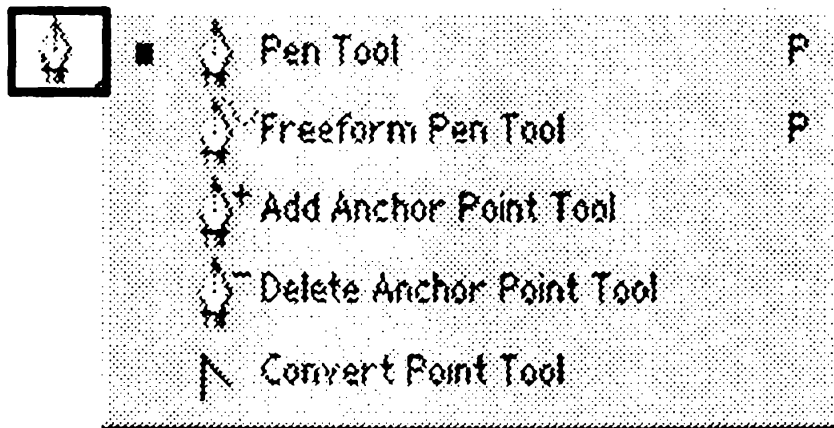 Pen Tool P
Freeform Pen Tool P
Add Anchor Point Tool
Delete Anchor Point Tool
Convert Point Tool